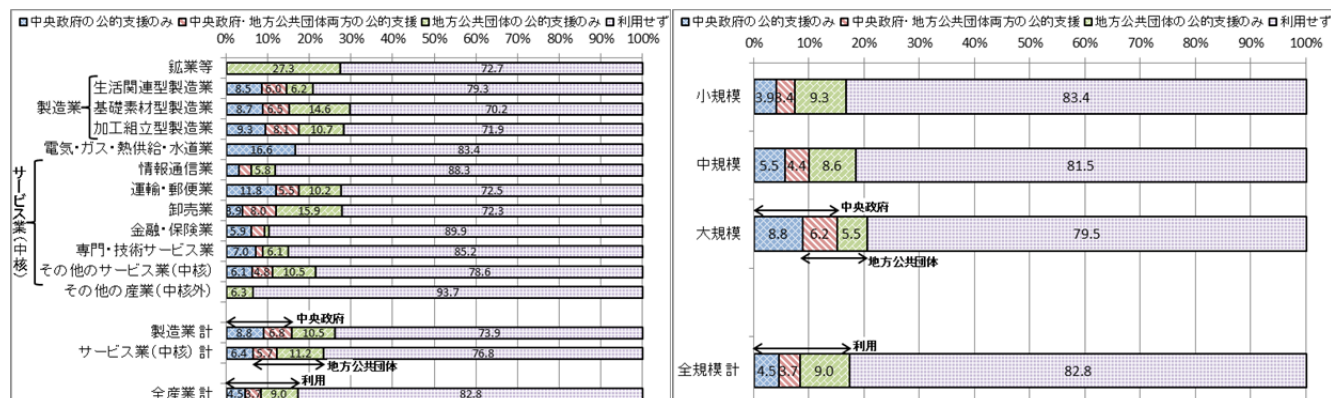 中央政府の公的支援のみ 中央政府・地方公共団体両方の公的支援 地方公共団体の公的支援のみ 利用せず
0% 10% 20% 30% 40% 50% 60% 70% 80% 90% 100%
鉱業等 27.3 72.7
製造業
生活関連型製造業 8.5 6.0 6.2 79.3
基礎素材型製造業 8.7 6.5 14.6 70.2
加工組立型製造業 9.3 8.1 10.7 71.9
電気・ガス・熱供給・水道業 16.6 83.4
サービス業(中核)
情報通信業 5.8 88.3
運輸・郵便業 11.8 5.5 10.2 72.5
卸売業 3.9 8.0 15.9 72.3
金融・保険業 5.9 89.9
専門・技術サービス業 7.0 6.1 85.2
その他のサービス業(中核) 6.1 4.8 10.5 78.6
その他の産業(中核外) 6.3 93.7
中央政府
製造業計 8.8 6.8 10.5 73.9
サービス業(中核) 計 6.4 5.7 11.2 76.8
地方公共団体
利用
全産業計 4.5 3.7 9.0 82.8
中央政府の公的支援のみ 中央政府・地方公共団体両方の公的支援 地方公共団体の公的支援のみ 利用せず
0% 10% 20% 30% 40% 50% 60% 70% 80% 90% 100%
小規模 3.9 3.4 9.3 83.4
中規模 5.5 4.4 8.6 81.5
中央政府
大規模 8.8 6.2 5.5 79.5
地方公共団体
利用
全規模計 4.5 3.7 9.0 82.8